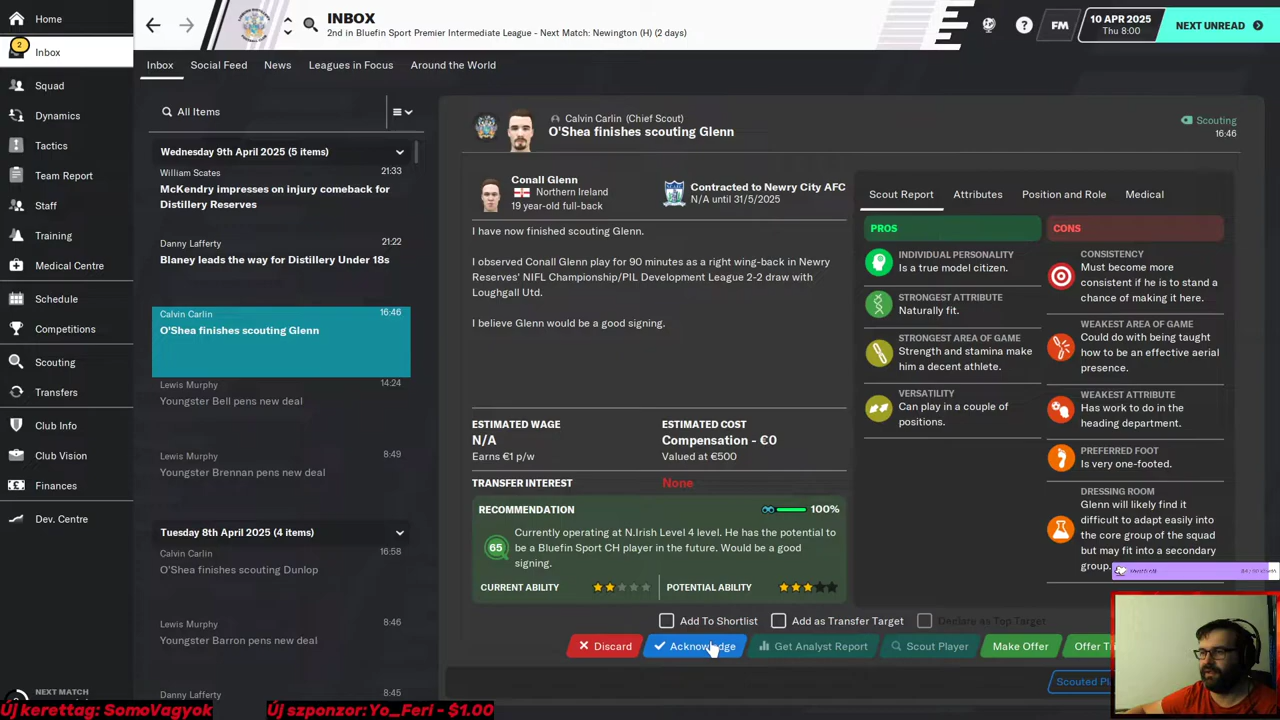 Home
INBOX
2nd in Bluefin Sport Premier Intermediate League - Next Match: Newington (H) (2 days)
FM
10 APR 2025
Thu 8:00
NEXT UNREAD
2
Inbox
Squad
Dynamics
Tactics
Team Report
Staff
Training
Medical Centre
Schedule
Competitions
Scouting
Transfers
Club Info
Club Vision
Finances
Dev. Centre
NEXT MATCH
Inbox
Social Feed
News
Leagues in Focus
Around the World
All Items
Wednesday 9th April 2025 (5 items)
William Scates
21:33
McKendry impresses on injury comeback for
Distillery Reserves
Danny Lafferty
21:22
Blaney leads the way for Distillery Under 18s
Calvin Carlin
16:46
O'Shea finishes scouting Glenn
Lewis Murphy
14:24
Youngster Bell pens new deal
Lewis Murphy
8:49
Youngster Brennan pens new deal
Tuesday 8th April 2025 (4 items)
Calvin Carlin
16:58
O'Shea finishes scouting Dunlop
Lewis Murphy
8:46
Youngster Barron pens new deal
Danny Lafferty
8:45
Calvin Carlin (Chief Scout)
O'Shea finishes scouting Glenn
Scouting
16:46
Conall Glenn
Northern Ireland
19 year-old full-back
Contracted to Newry City AFC
N/A until 31/5/2025
I have now finished scouting Glenn.
I observed Conall Glenn play for 90 minutes as a right wing-back in Newry
Reserves' NIFL Championship/PIL Development League 2-2 draw with
Loughgall Utd.
I believe Glenn would be a good signing.
ESTIMATED WAGE
N/A
Earns €1 p/w
ESTIMATED COST
Compensation - €0
Valued at €500
TRANSFER INTEREST
None
RECOMMENDATION
100%
65
Currently operating at N.Irish Level 4 level. He has the potential to
be a Bluefin Sport CH player in the future. Would be a good
signing.
CURRENT ABILITY
POTENTIAL ABILITY
Scout Report
Attributes
Position and Role
Medical
PROS
INDIVIDUAL PERSONALITY
Is a true model citizen.
STRONGEST ATTRIBUTE
Naturally fit.
STRONGEST AREA OF GAME
Strength and stamina make
him a decent athlete.
VERSATILITY
Can play in a couple of
positions.
CONS
CONSISTENCY
Must become more
consistent if he is to stand a
chance of making it here.
WEAKEST AREA OF GAME
Could do with being taught
how to be an effective aerial
presence.
WEAKEST ATTRIBUTE
Has work to do in the
heading department.
PREFERRED FOOT
Is very one-footed.
DRESSING ROOM
Glenn will likely find it
difficult to adapt easily into
the core group of the squad
but may fit into a secondary
group.
Add To Shortlist
Add as Transfer Target
Declare as Top Target
Discard
Acknowledge
Get Analyst Report
Scout Player
Make Offer
Offer Tri
Scouted Pl
Új kerettag: SomoVagyok
Új szponzor: Yo_Feri - $1.00